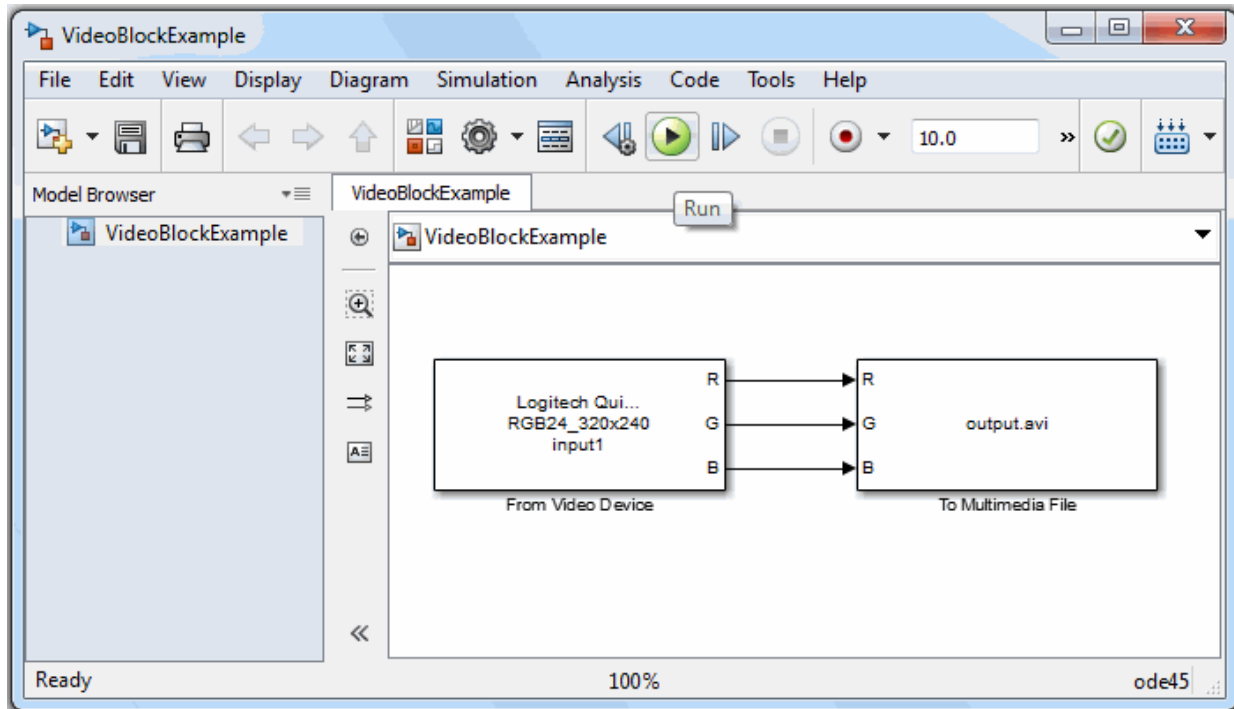 VideoBlockExample
File Edit View Display Diagram Simulation Analysis Code Tools Help
10.0 »
Model Browser
VideoBlockExample
Run
VideoBlockExample
VideoBlockExample
Logitech Qui...
RGB24_320x240
input1
R
G
B
From Video Device
R
G
B
output.avi
To Multimedia File
Ready 100% ode45